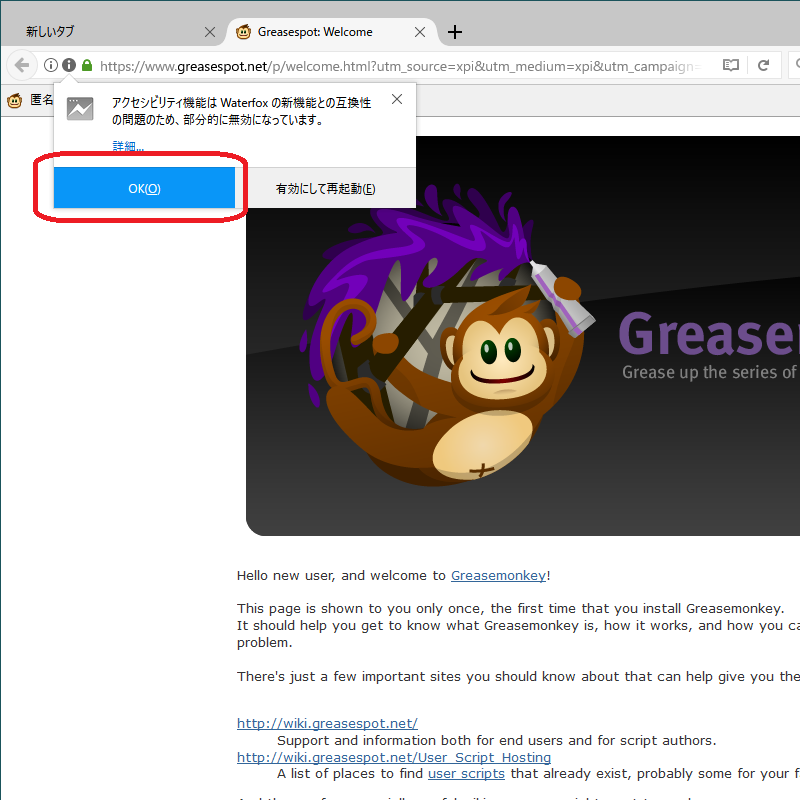 新しいタブ
Greasespot: Welcome
https://www.greasespot.net/p/welcome.html?utm_source=xpi&utm_medium=xpi&utm_campaign=
匿名
アクセシビリティ機能は Waterfox の新機能との互換性
の問題のため、部分的に無効になっています。
詳細...
OK(O)
有効にして再起動(E)
Grease
Grease up the series of
Hello new user, and welcome to Greasemonkey!
This page is shown to you only once, the first time that you install Greasemonkey.
It should help you get to know what Greasemonkey is, how it works, and how you ca
problem.
There's just a few important sites you should know about that can help give you the
http://wiki.greasespot.net/
Support and information both for end users and for script authors.
http://wiki.greasespot.net/User_Script_Hosting
A list of places to find user scripts that already exist, probably some for your f